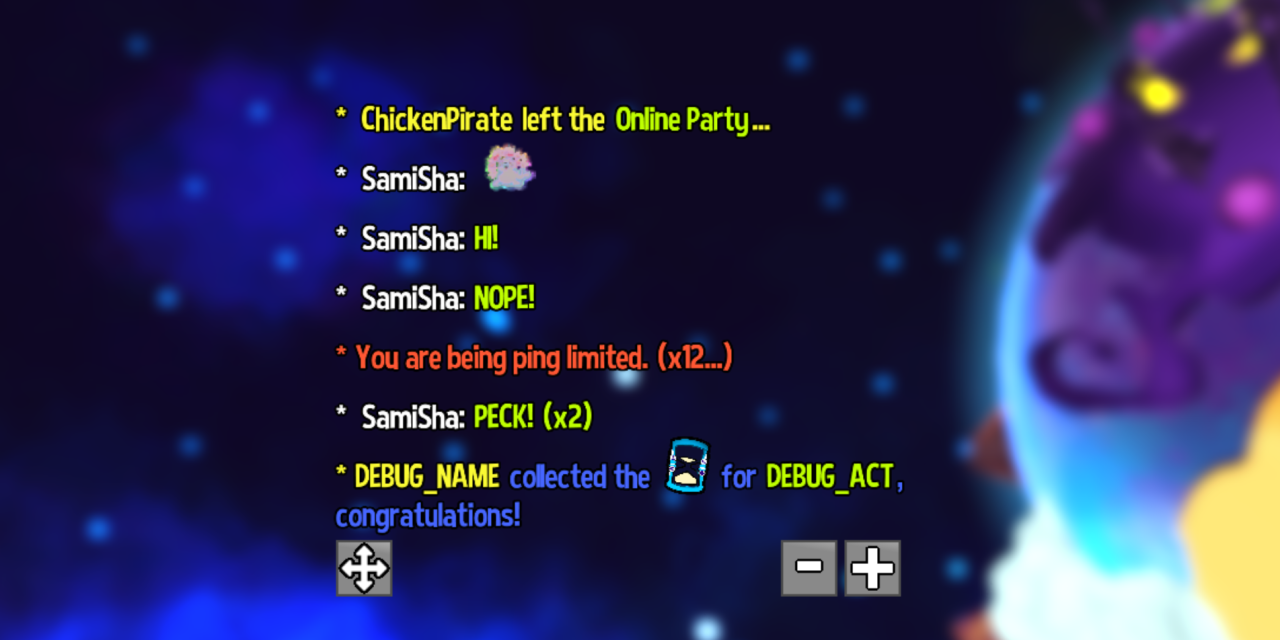 * ChickenPirate left the Online Party...
* SamiSha:
* SamiSha: HI!
* SamiSha: NOPE!
* You are being ping limited. (x12...)
* SamiSha: PECK! (x2)
* DEBUG_NAME collected the for DEBUG_ACT,
congratulations!